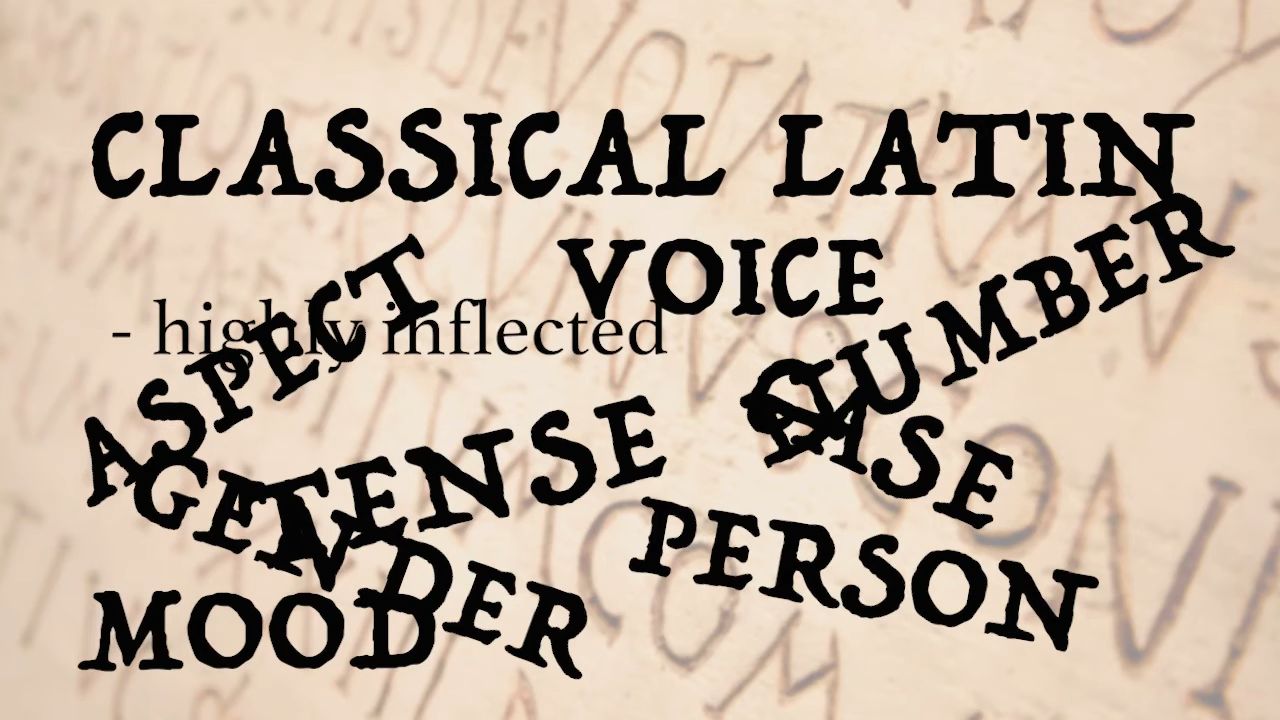 CLASSICAL LATIN
VOICE
NUMBER
ASPECT
- highly inflected
CASE
TENSE
GENDER
PERSON
MOOD